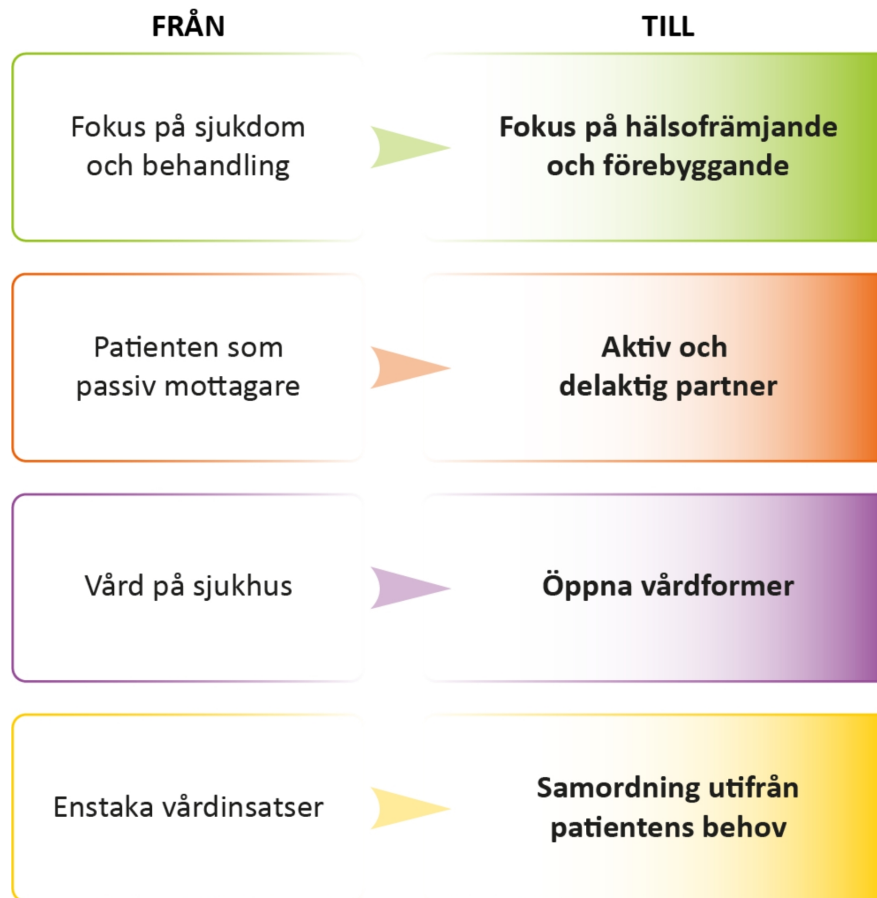 FRÅN
TILL
Fokus på sjukdom
och behandling
Fokus på hälsofrämjande
och förebyggande
Patienten som
passiv mottagare
Aktiv och
delaktig partner
Vård på sjukhus
Öppna vårdformer
Enstaka vårdinsatser
Samordning utifrån
patientens behov